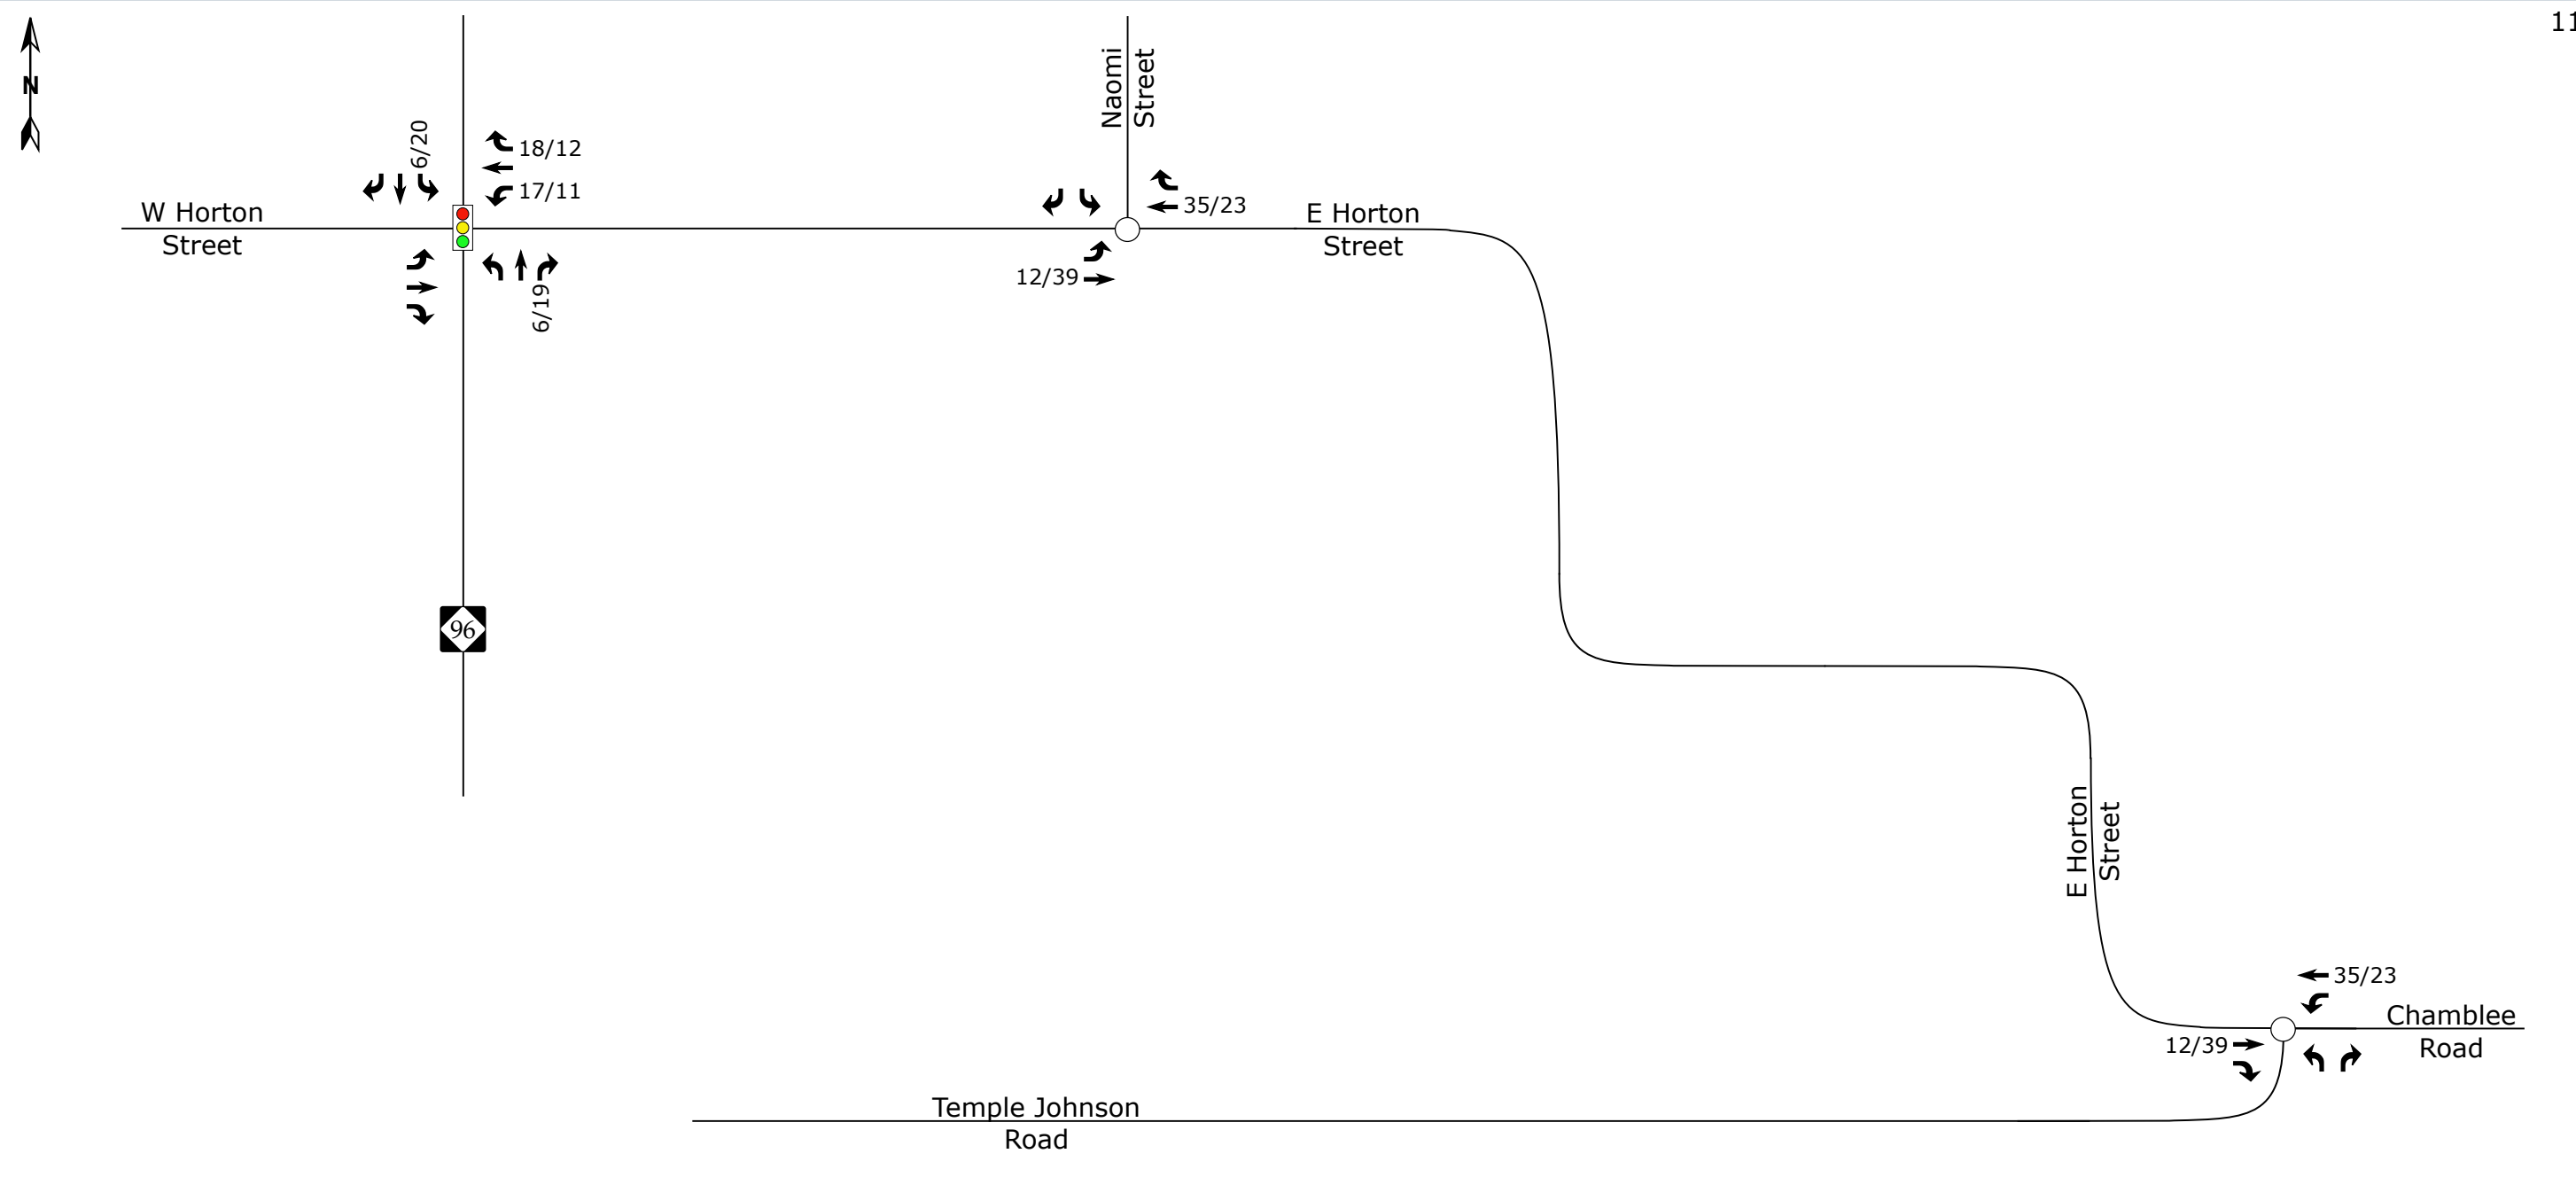 11
N
Naomi
Street
6/20
18/12
17/11
W Horton
Street
6/19
35/23
12/39
E Horton
Street
96
E Horton
Street
35/23
12/39
Chamblee
Road
Temple Johnson
Road